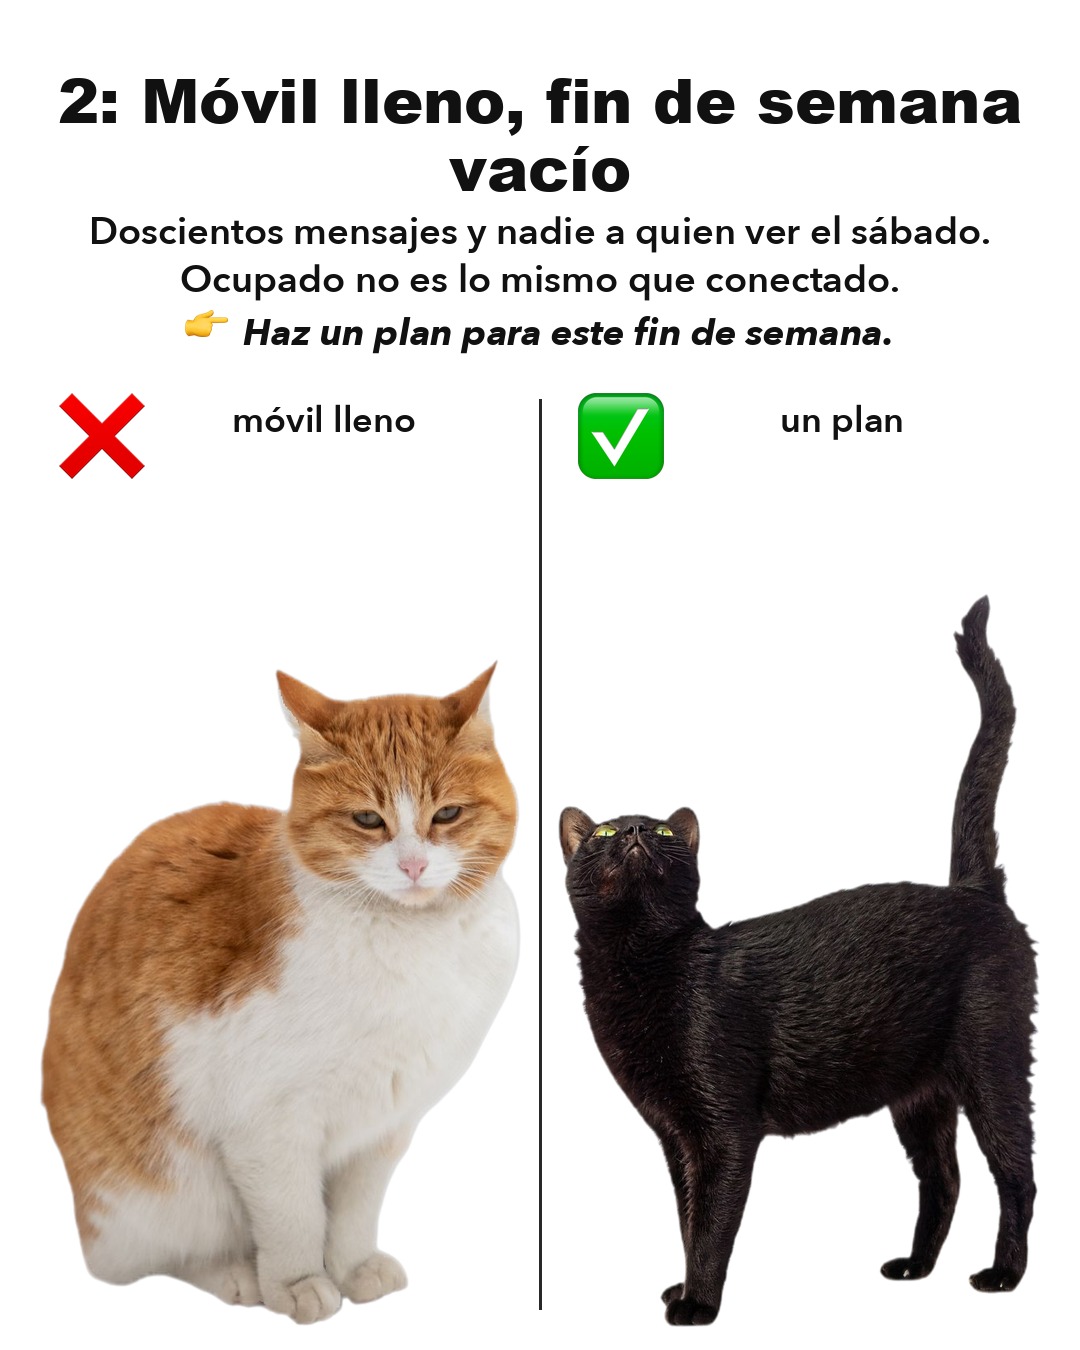 2: Móvil lleno, fin de semana
vacío
Doscientos mensajes y nadie a quien ver el sábado.
Ocupado no es lo mismo que conectado.
👉 Haz un plan para este fin de semana.
❌ móvil lleno
✅ un plan